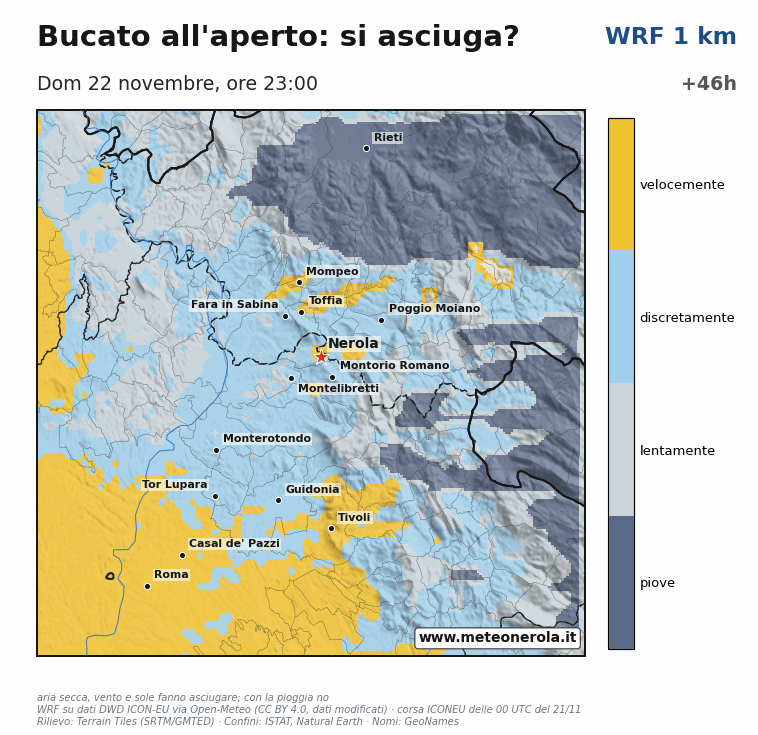 Bucato all'aperto: si asciuga?
WRF 1 km
Dom 22 novembre, ore 23:00
+46h
Rieti
velocemente
Mompeo
Toffia
Fara in Sabina
Poggio Moiano
discretamente
Nerola
Montorio Romano
Montelibretti
Monterotondo
lentamente
Tor Lupara
Guidonia
Tivoli
Casal de' Pazzi
Roma
piove
www.meteonerola.it
aria secca, vento e sole fanno asciugare; con la pioggia no
WRF su dati DWD ICON-EU via Open-Meteo (CC BY 4.0, dati modificati) · corsa ICONEU delle 00 UTC del 21/11
Rilievo: Terrain Tiles (SRTM/GMTED) · Confini: ISTAT, Natural Earth · Nomi: GeoNames